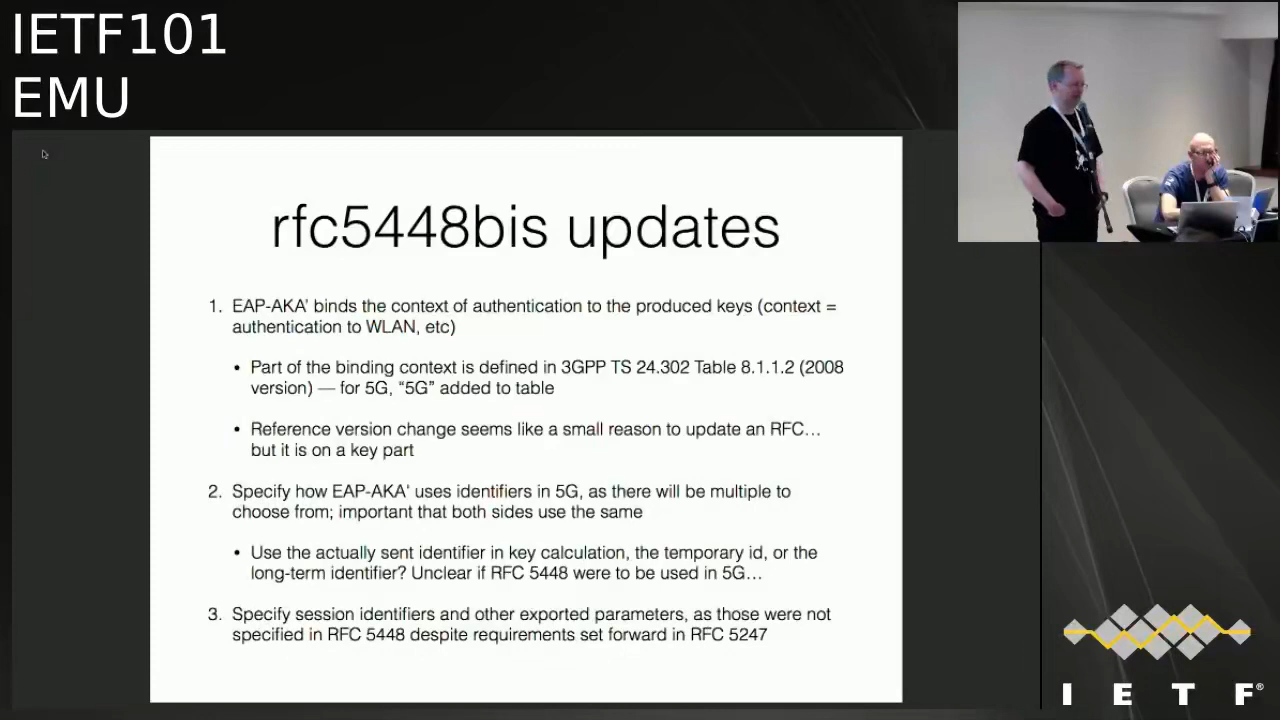 IETF101
EMU
rfc5448bis updates
1. EAP-AKA' binds the context of authentication to the produced keys (context =
authentication to WLAN, etc)
• Part of the binding context is defined in 3GPP TS 24.302 Table 8.1.1.2 (2008
version) — for 5G, “5G” added to table
• Reference version change seems like a small reason to update an RFC…
but it is on a key part
2. Specify how EAP-AKA' uses identifiers in 5G, as there will be multiple to
choose from; important that both sides use the same
• Use the actually sent identifier in key calculation, the temporary id, or the
long-term identifier? Unclear if RFC 5448 were to be used in 5G…
3. Specify session identifiers and other exported parameters, as those were not
specified in RFC 5448 despite requirements set forward in RFC 5247
I E T F®